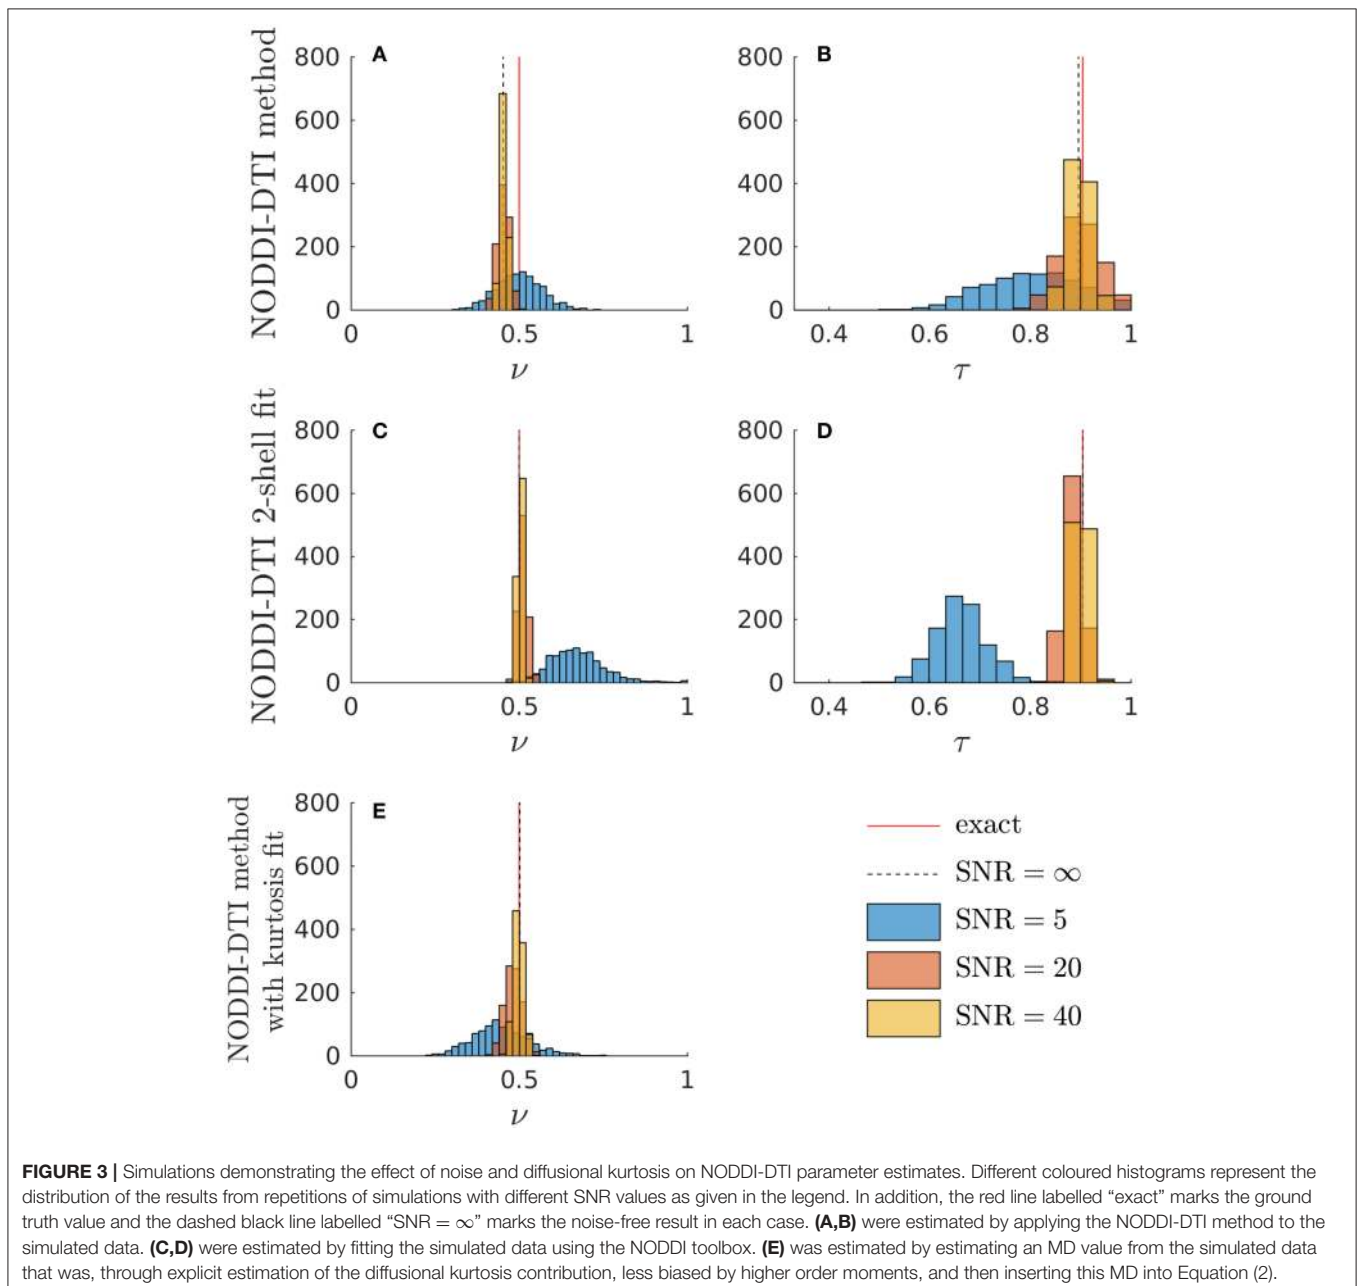 NODDI-DTI method
A
800
600
400
200
0
0
0.5
1
ν
B
800
600
400
200
0
0.4
0.6
0.8
1
τ
NODDI-DTI 2-shell fit
C
800
600
400
200
0
0
0.5
1
ν
D
800
600
400
200
0
0.4
0.6
0.8
1
τ
NODDI-DTI method
with kurtosis fit
E
800
600
400
200
0
0
0.5
1
ν
exact
SNR = ∞
SNR = 5
SNR = 20
SNR = 40
FIGURE 3 | Simulations demonstrating the effect of noise and diffusional kurtosis on NODDI-DTI parameter estimates. Different coloured histograms represent the
distribution of the results from repetitions of simulations with different SNR values as given in the legend. In addition, the red line labelled “exact” marks the ground
truth value and the dashed black line labelled “SNR = ∞” marks the noise-free result in each case. (A,B) were estimated by applying the NODDI-DTI method to the
simulated data. (C,D) were estimated by fitting the simulated data using the NODDI toolbox. (E) was estimated by estimating an MD value from the simulated data
that was, through explicit estimation of the diffusional kurtosis contribution, less biased by higher order moments, and then inserting this MD into Equation (2).